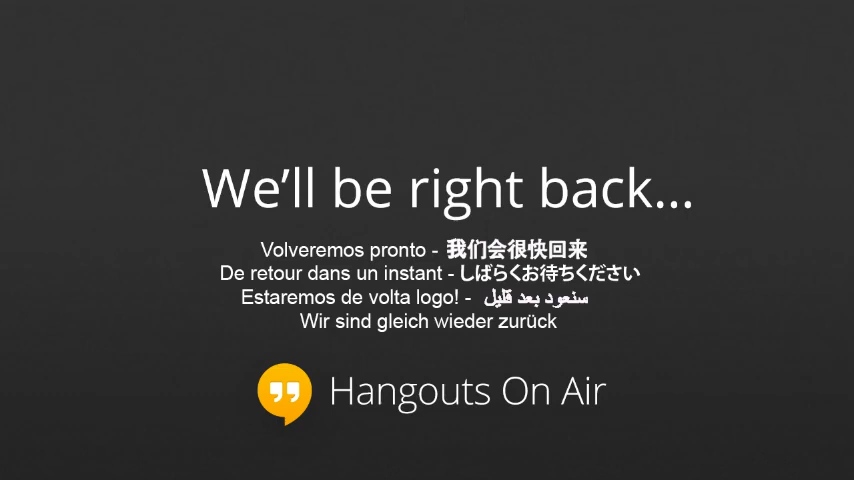 We'll be right back...
Volveremos pronto - 我们会很快回来
De retour dans un instant - しばらくお待ちください
Estaremos de volta logo! - سنعود بعد قليل
Wir sind gleich wieder zurück
Hangouts On Air